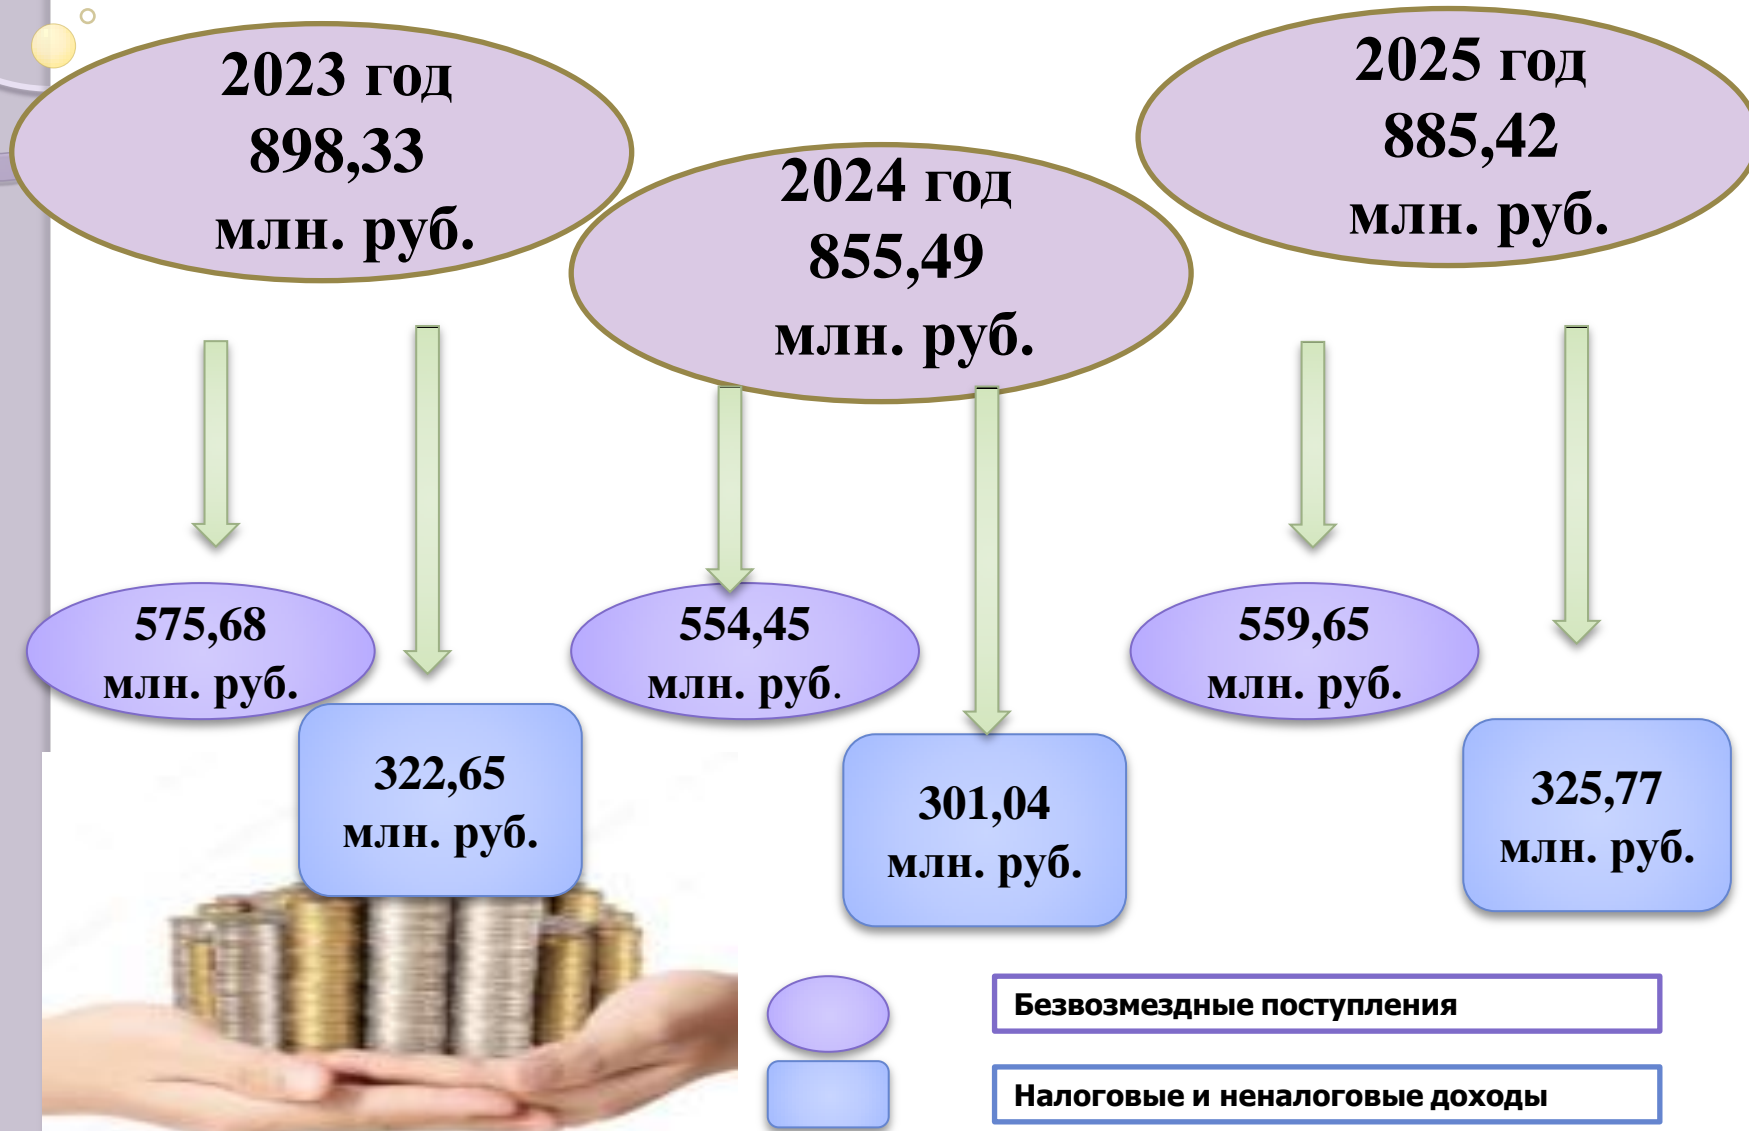 2023 год
898,33
млн. руб.
2024 год
855,49
млн. руб.
2025 год
885,42
млн. руб.
575,68
млн. руб.
322,65
млн. руб.
554,45
млн. руб.
301,04
млн. руб.
559,65
млн. руб.
325,77
млн. руб.
Безвозмездные поступления
Налоговые и неналоговые доходы